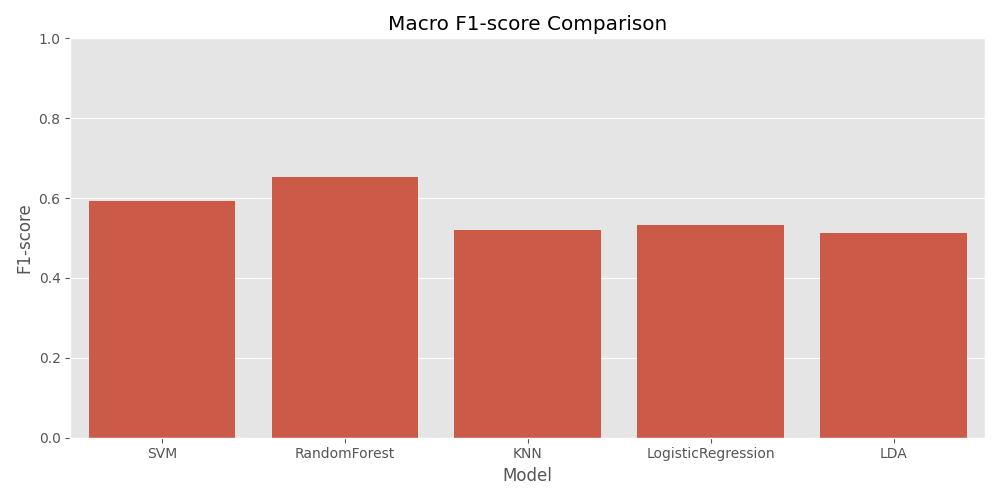 Macro F1-score Comparison
1.0
0.8
0.6
0.4
0.2
0.0
F1-score
SVM
RandomForest
KNN
LogisticRegression
LDA
Model